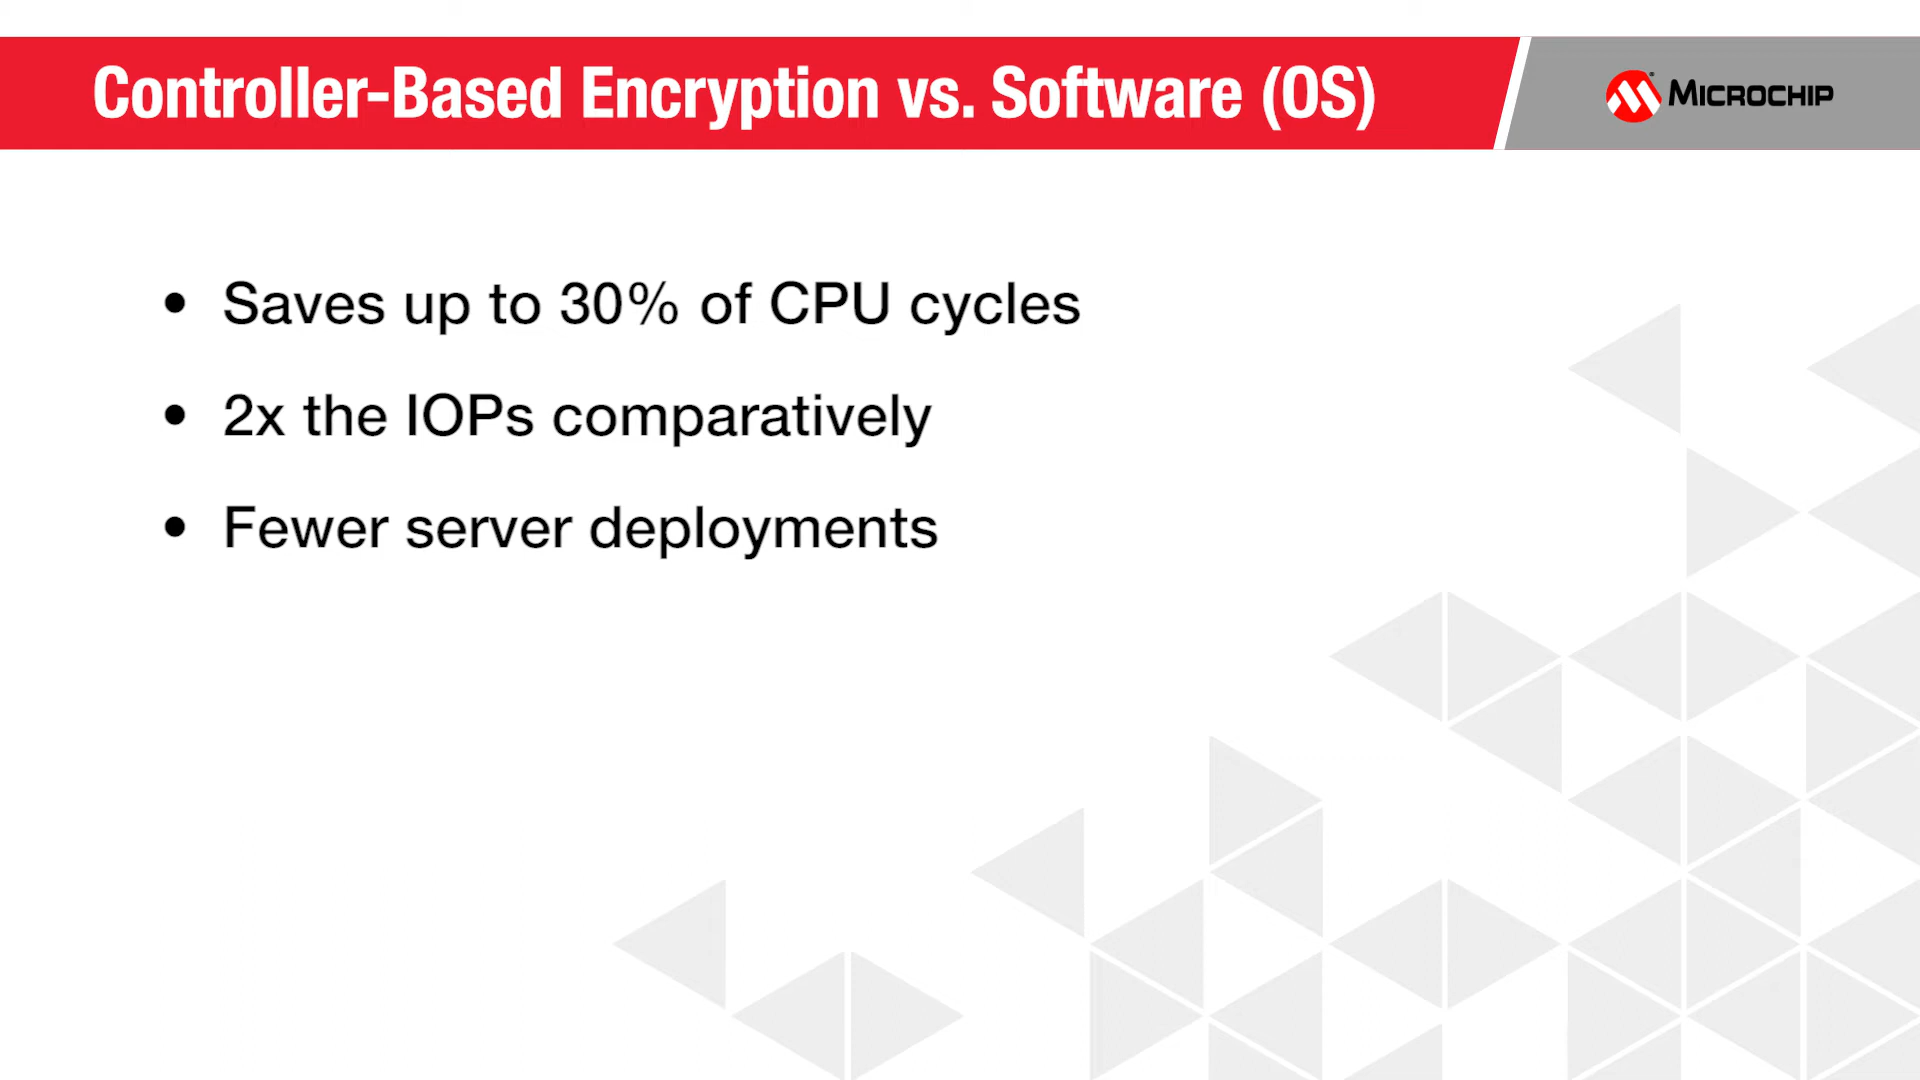 Controller-Based Encryption vs. Software (OS)
MICROCHIP
• Saves up to 30% of CPU cycles
• 2x the IOPs comparatively
• Fewer server deployments